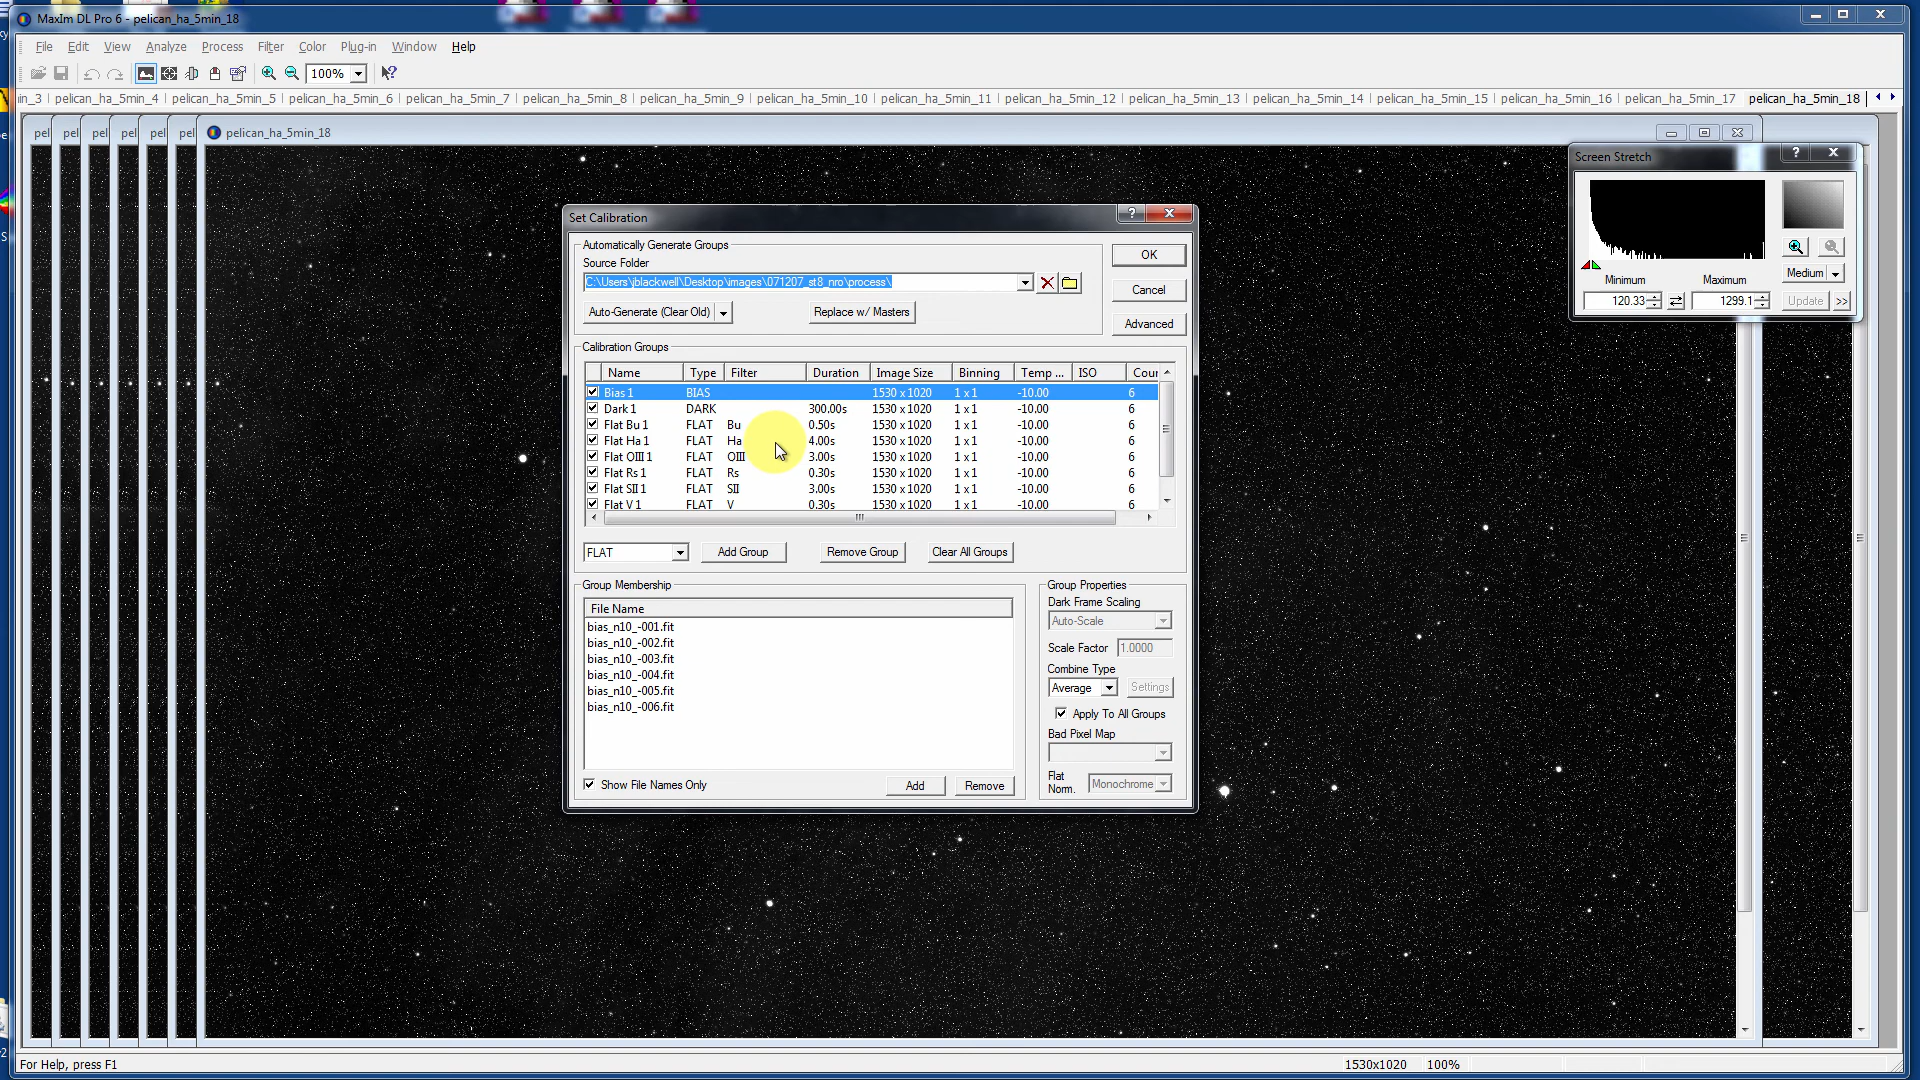 MaxIm DL Pro 6 - pelican_ha_5min_18
File Edit View Analyze Process Filter Color Plug-in Window Help
100%
in_3 pelican_ha_5min_4 pelican_ha_5min_5 pelican_ha_5min_6 pelican_ha_5min_7 pelican_ha_5min_8 pelican_ha_5min_9 pelican_ha_5min_10 pelican_ha_5min_11 pelican_ha_5min_12 pelican_ha_5min_13 pelican_ha_5min_14 pelican_ha_5min_15 pelican_ha_5min_16 pelican_ha_5min_17 pelican_ha_5min_18
pel pel pel pel pel pel pelican_ha_5min_18
Screen Stretch
Minimum Maximum
Medium
120.33 1299.1 Update >>
Set Calibration
Automatically Generate Groups
Source Folder
C:\Users\jblackwell\Desktop\images\071207_st8_nro\process\
Auto-Generate (Clear Old) Replace w/ Masters
OK
Cancel
Advanced
Calibration Groups
Name Type Filter Duration Image Size Binning Temp ... ISO Cour
Bias 1 BIAS 1530 x 1020 1 x 1 -10.00 6
Dark 1 DARK 300.00s 1530 x 1020 1 x 1 -10.00 6
Flat Bu 1 FLAT Bu 0.50s 1530 x 1020 1 x 1 -10.00 6
Flat Ha 1 FLAT Ha 4.00s 1530 x 1020 1 x 1 -10.00 6
Flat OIII 1 FLAT OIII 3.00s 1530 x 1020 1 x 1 -10.00 6
Flat Rs 1 FLAT Rs 0.30s 1530 x 1020 1 x 1 -10.00 6
Flat SII 1 FLAT SII 3.00s 1530 x 1020 1 x 1 -10.00 6
Flat V 1 FLAT V 0.30s 1530 x 1020 1 x 1 -10.00 6
FLAT Add Group Remove Group Clear All Groups
Group Membership
File Name
bias_n10_-001.fit
bias_n10_-002.fit
bias_n10_-003.fit
bias_n10_-004.fit
bias_n10_-005.fit
bias_n10_-006.fit
Show File Names Only Add Remove
Group Properties
Dark Frame Scaling
Auto-Scale
Scale Factor 1.0000
Combine Type
Average Settings
Apply To All Groups
Bad Pixel Map
Flat Norm. Monochrome
For Help, press F1 1530x1020 100%